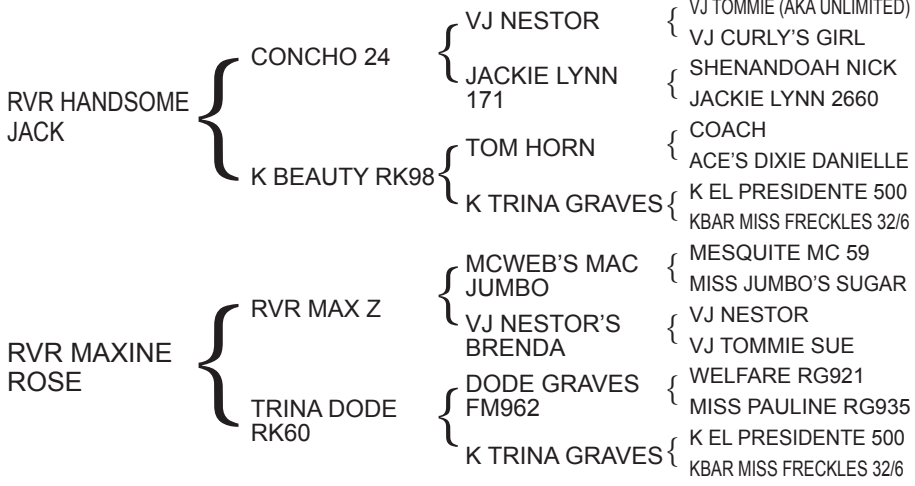 RVR HANDSOME
JACK
CONCHO 24
K BEAUTY RK98
VJ NESTOR
JACKIE LYNN
171
TOM HORN
K TRINA GRAVES
VJ TOMMIE (AKA UNLIMITED)
VJ CURLY'S GIRL
SHENANDOAH NICK
JACKIE LYNN 2660
COACH
ACE'S DIXIE DANIELLE
K EL PRESIDENTE 500
KBAR MISS FRECKLES 32/6
RVR MAXINE
ROSE
RVR MAX Z
TRINA DODE
RK60
MCWEB'S MAC
JUMBO
VJ NESTOR'S
BRENDA
DODE GRAVES
FM962
K TRINA GRAVES
MESQUITE MC 59
MISS JUMBO'S SUGAR
VJ NESTOR
VJ TOMMIE SUE
WELFARE RG921
MISS PAULINE RG935
K EL PRESIDENTE 500
KBAR MISS FRECKLES 32/6